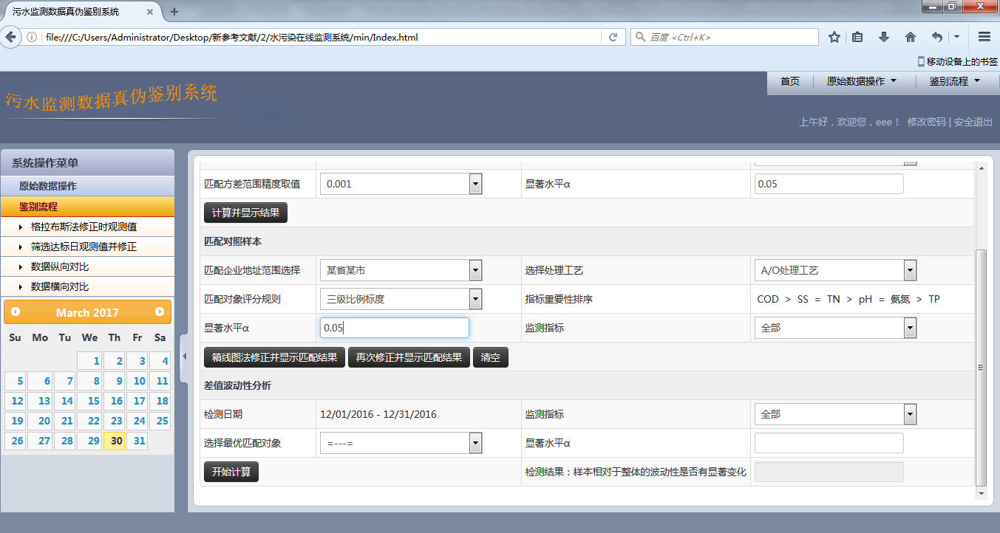 污水监测数据真伪鉴别系统
file:///C:/Users/Administrator/Desktop/新参考文献/2/水污染在线监测系统/min/Index.html
百度 <Ctrl+K>
移动设备上的书签
污水监测数据真伪鉴别系统
首页 原始数据操作 鉴别流程
上午好，欢迎您，eee！ 修改密码 | 安全退出
系统操作菜单
原始数据操作
鉴别流程
格拉布斯法修正时观测值
筛选达标日观测值并修正
数据纵向对比
数据横向对比
March 2017
Su Mo Tu We Th Fr Sa
1 2 3 4
5 6 7 8 9 10 11
12 13 14 15 16 17 18
19 20 21 22 23 24 25
26 27 28 29 30 31
匹配方差范围精度取值 0.001 显著水平α 0.05
计算并显示结果
匹配对照样本
匹配企业地址范围选择 某省某市 选择处理工艺 A/O处理工艺
匹配对象评分规则 三级比例标度 指标重要性排序 COD > SS = TN > pH = 氨氮 > TP
显著水平α 0.05 监测指标 全部
箱线图法修正并显示匹配结果 再次修正并显示匹配结果 清空
差值波动性分析
检测日期 12/01/2016 - 12/31/2016 监测指标 全部
选择最优匹配对象 =---= 显著水平α
开始计算 检测结果：样本相对于整体的波动性是否有显著变化